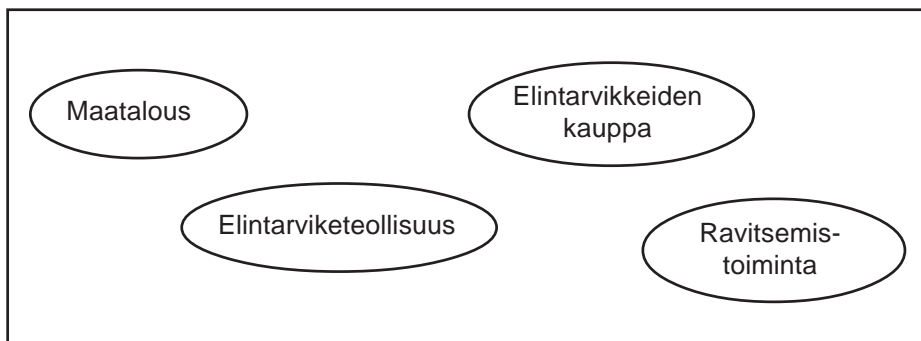 Maatalous
Elintarvikkeiden
kauppa
Elintarviketeollisuus
Ravitsemis-
toiminta